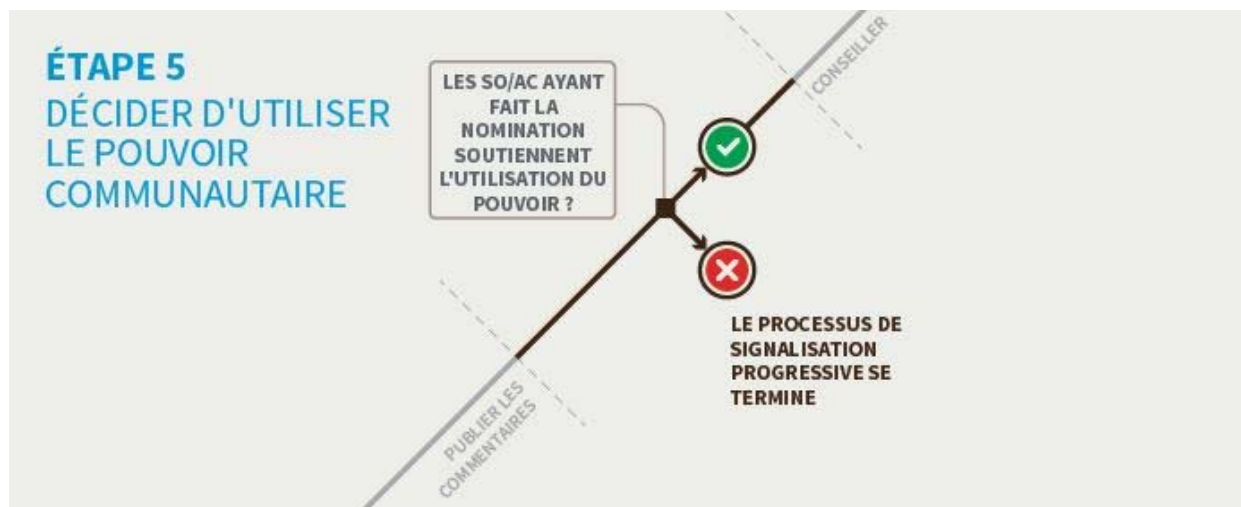 ÉTAPE 5
DÉCIDER D'UTILISER
LE POUVOIR
COMMUNAUTAIRE
LES SO/AC AYANT
FAIT LA
NOMINATION
SOUTIENNENT
L'UTILISATION DU
POUVOIR ?
CONSEILLER
LE PROCESSUS DE
SIGNALISATION
PROGRESSIVE SE
TERMINE
PUBLIER LES
COMMENTAIRES